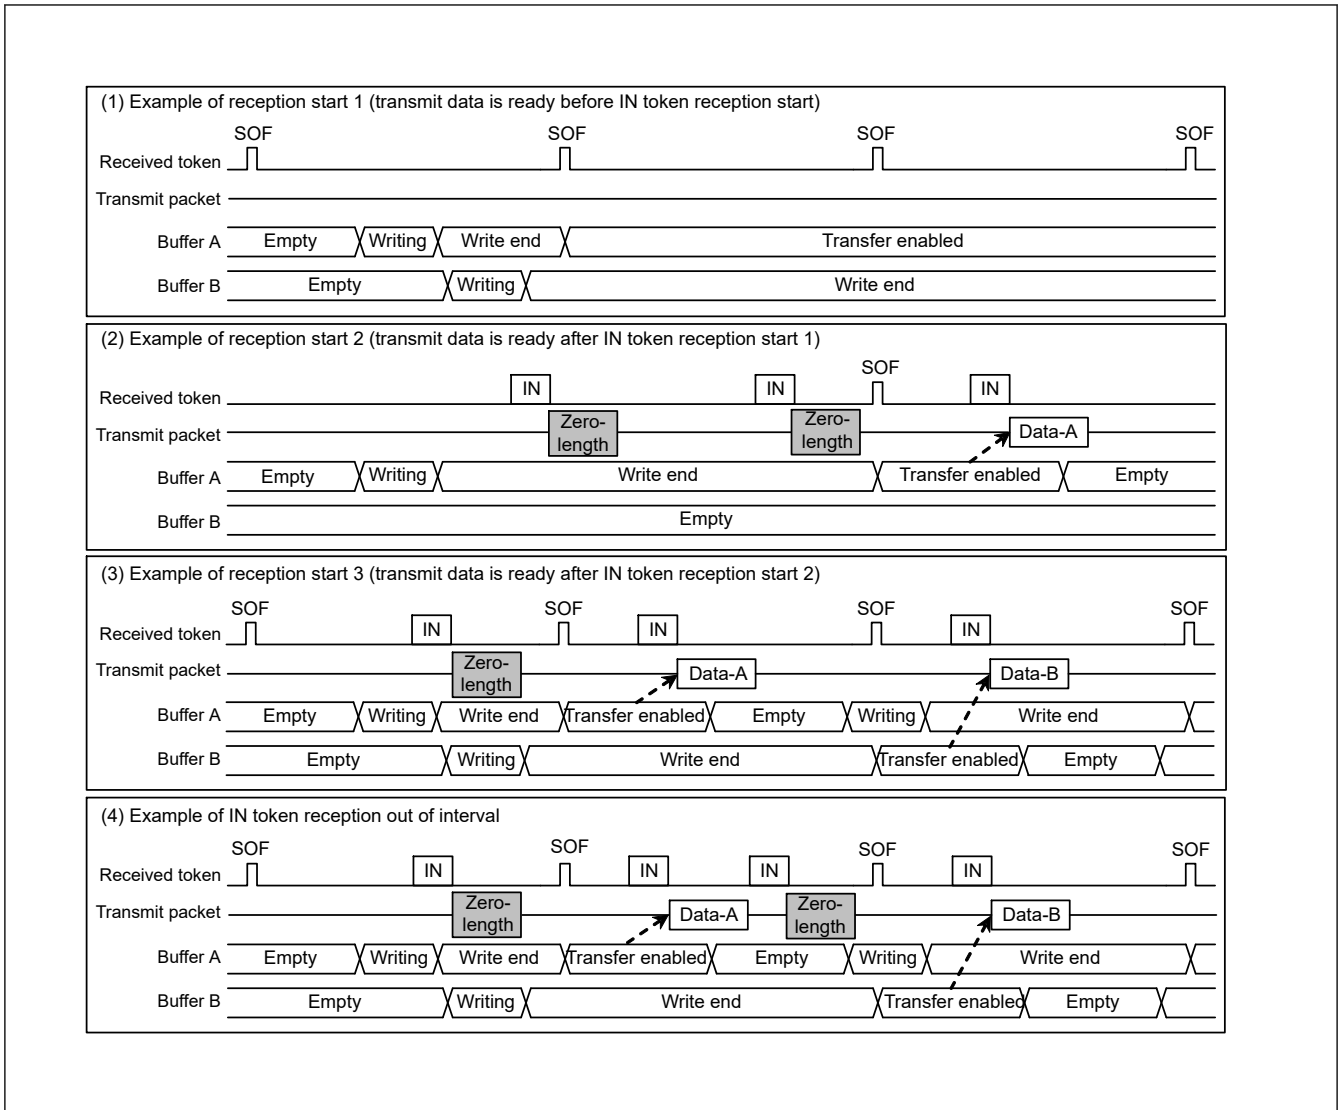 (1) Example of reception start 1 (transmit data is ready before IN token reception start)
SOF SOF SOF SOF
Received token
Transmit packet
Buffer A Empty Writing Write end Transfer enabled
Buffer B Empty Writing Write end
(2) Example of reception start 2 (transmit data is ready after IN token reception start 1)
SOF
Received token IN IN IN
Transmit packet Zero-length Zero-length Data-A
Buffer A Empty Writing Write end Transfer enabled Empty
Buffer B Empty
(3) Example of reception start 3 (transmit data is ready after IN token reception start 2)
SOF SOF SOF SOF
Received token IN IN IN
Transmit packet Zero-length Data-A Data-B
Buffer A Empty Writing Write end Transfer enabled Empty Writing Write end
Buffer B Empty Writing Write end Transfer enabled Empty
(4) Example of IN token reception out of interval
SOF SOF SOF SOF
Received token IN IN IN IN
Transmit packet Zero-length Data-A Zero-length Data-B
Buffer A Empty Writing Write end Transfer enabled Empty Writing Write end
Buffer B Empty Writing Write end Transfer enabled Empty